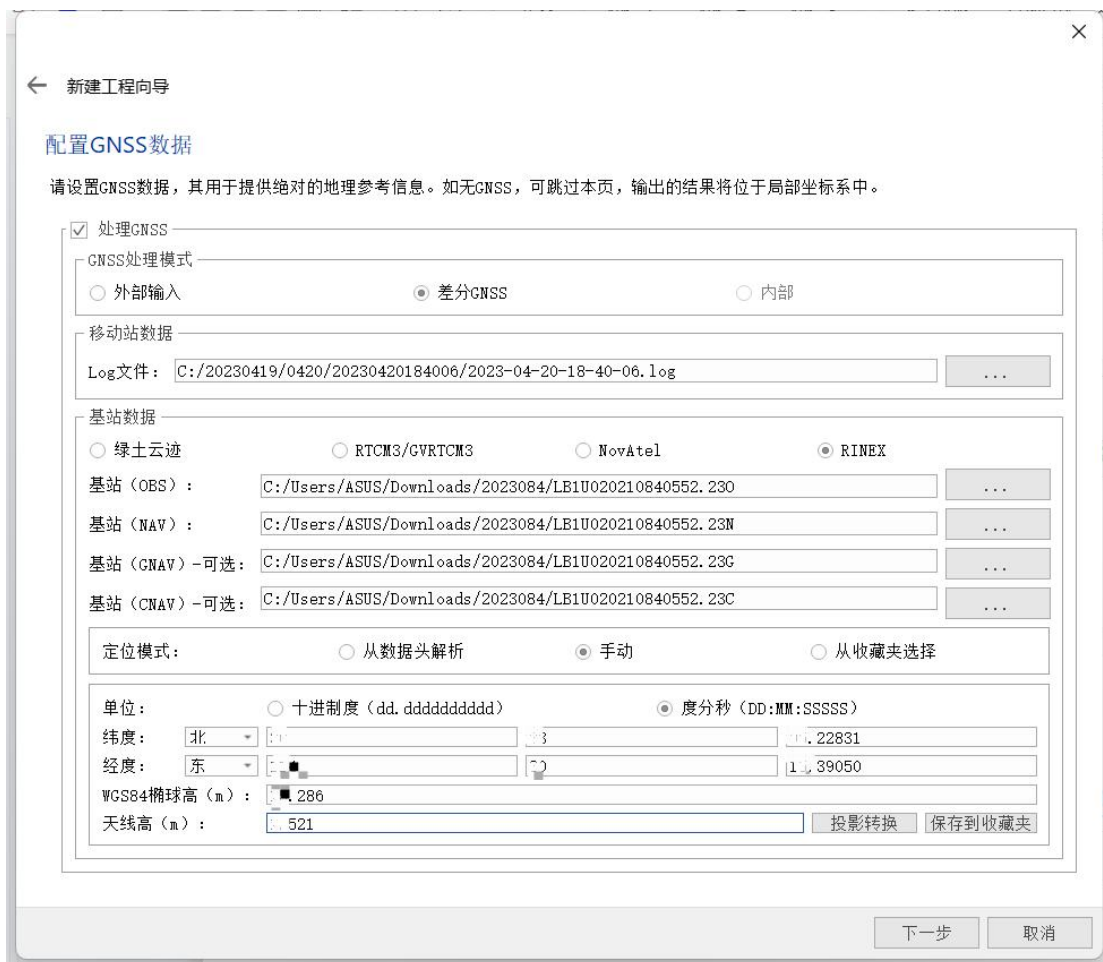 新建工程向导
配置GNSS数据
请设置GNSS数据，其用于提供绝对的地理参考信息。如无GNSS，可跳过本页，输出的结果将位于局部坐标系中。
处理GNSS
GNSS处理模式
外部输入 差分GNSS 内部
移动站数据
Log文件： C:/20230419/0420/20230420184006/2023-04-20-18-40-06.log ...
基站数据
绿土云迹 RTCM3/GVRTCM3 NovAtel RINEX
基站（OBS）： C:/Users/ASUS/Downloads/2023084/LB1U020210840552.23O ...
基站（NAV）： C:/Users/ASUS/Downloads/2023084/LB1U020210840552.23N ...
基站（GNAV）-可选： C:/Users/ASUS/Downloads/2023084/LB1U020210840552.23G ...
基站（CNAV）-可选： C:/Users/ASUS/Downloads/2023084/LB1U020210840552.23C ...
定位模式： 从数据头解析 手动 从收藏夹选择
单位： 十进制度（dd.dddddddddd） 度分秒（DD:MM:SSSSS）
纬度： 北 .22831
经度： 东 .39050
WGS84椭球高（m）： .286
天线高（m）： .521 投影转换 保存到收藏夹
下一步 取消